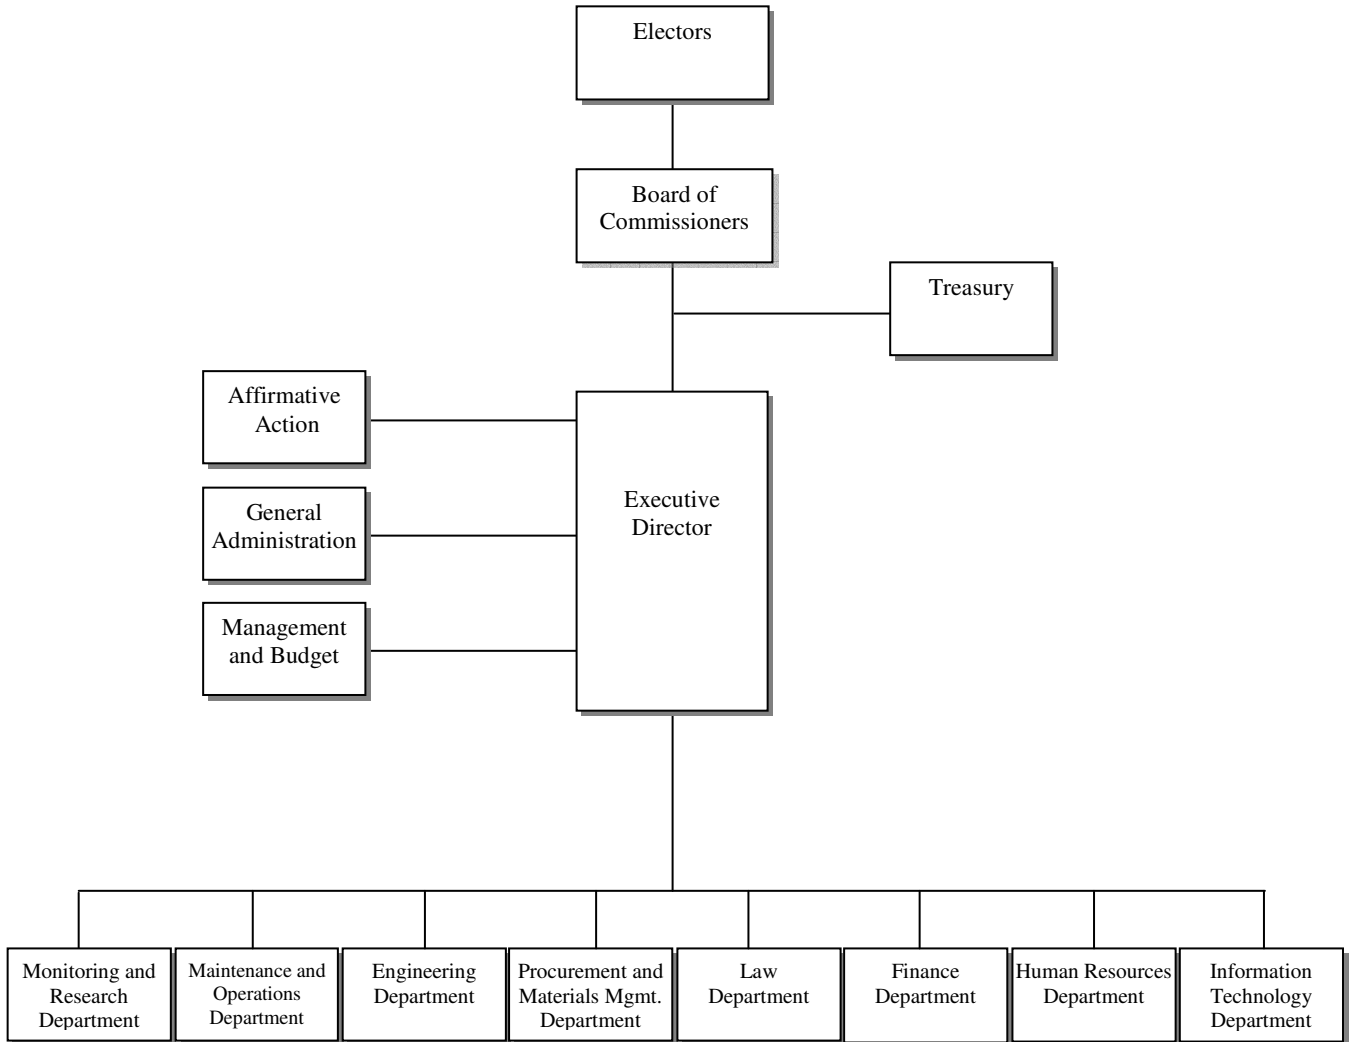 Electors
Board of
Commissioners
Treasury
Affirmative
Action
General
Administration
Management
and Budget
Executive
Director
Monitoring and
Research
Department
Maintenance and
Operations
Department
Engineering
Department
Procurement and
Materials Mgmt.
Department
Law
Department
Finance
Department
Human Resources
Department
Information
Technology
Department